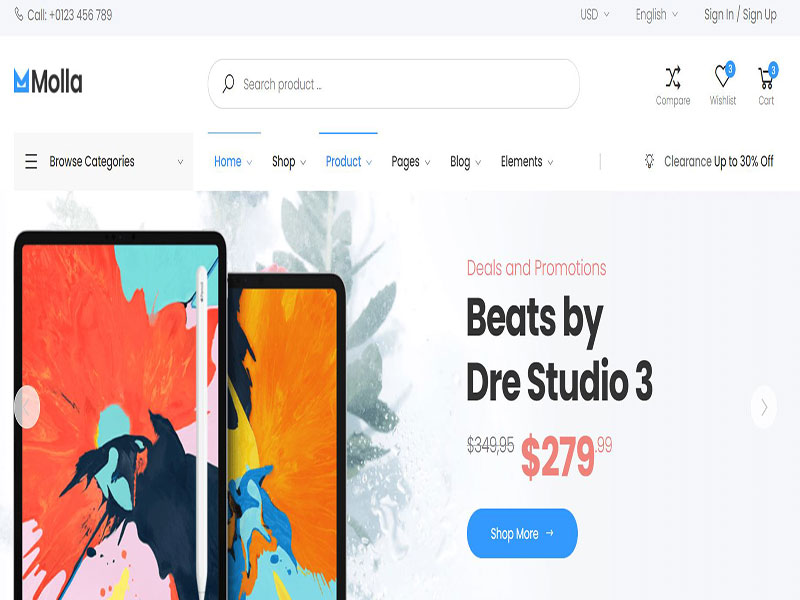 Call: +0123 456 789
USD
English
Sign In / Sign Up
Molla
Search product ...
Compare
3
Wishlist
3
Cart
Browse Categories
Home
Shop
Product
Pages
Blog
Elements
Clearance Up to 30% Off
Deals and Promotions
Beats by
Dre Studio 3
$349,95 $279.99
Shop More